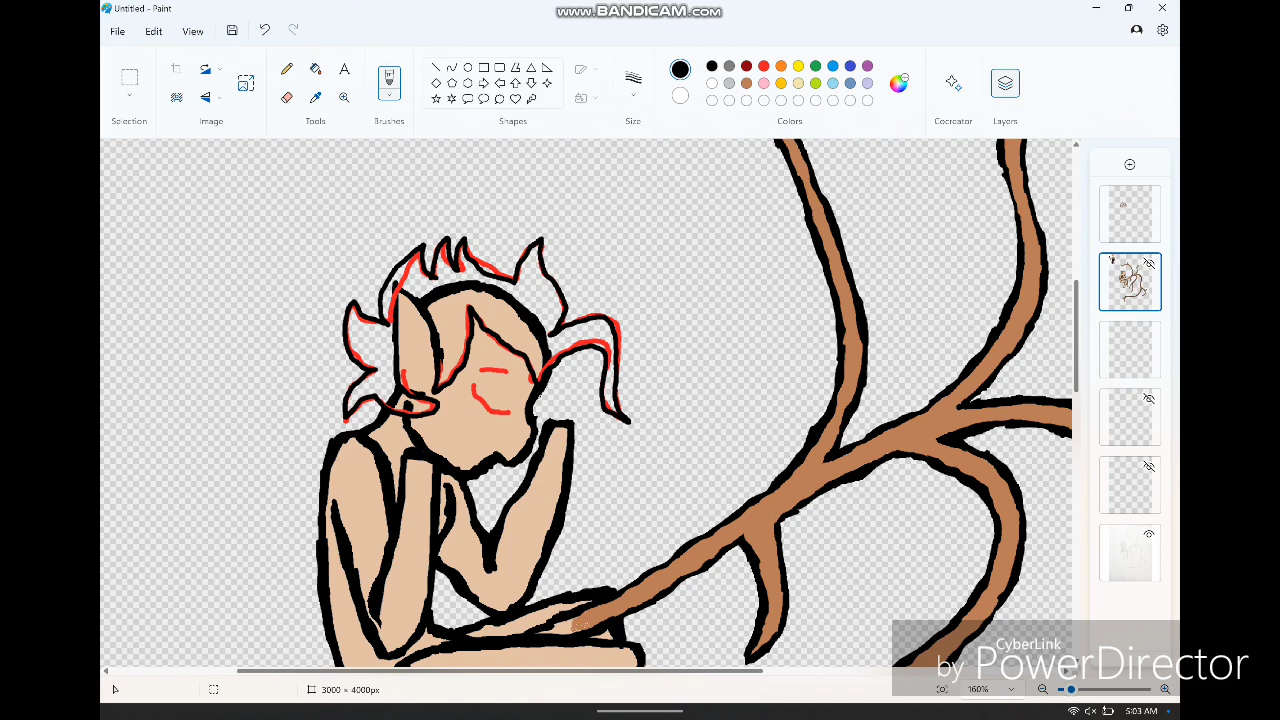 www.BANDICAM.com
Untitled - Paint
File Edit View
Selection Image Tools Brushes Shapes Size Colors Cocreator Layers
CyberLink
by PowerDirector
3000 × 4000px 160%
5:03 AM